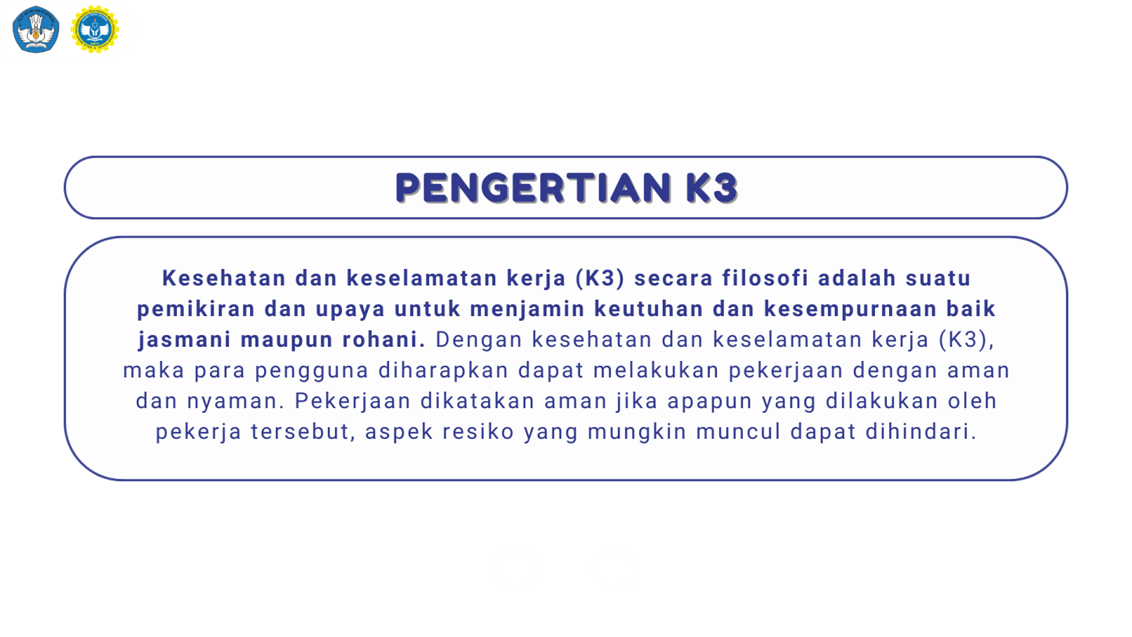 PENGERTIAN K3
Kesehatan dan keselamatan kerja (K3) secara filosofi adalah suatu
pemikiran dan upaya untuk menjamin keutuhan dan kesempurnaan baik
jasmani maupun rohani. Dengan kesehatan dan keselamatan kerja (K3),
maka para pengguna diharapkan dapat melakukan pekerjaan dengan aman
dan nyaman. Pekerjaan dikatakan aman jika apapun yang dilakukan oleh
pekerja tersebut, aspek resiko yang mungkin muncul dapat dihindari.